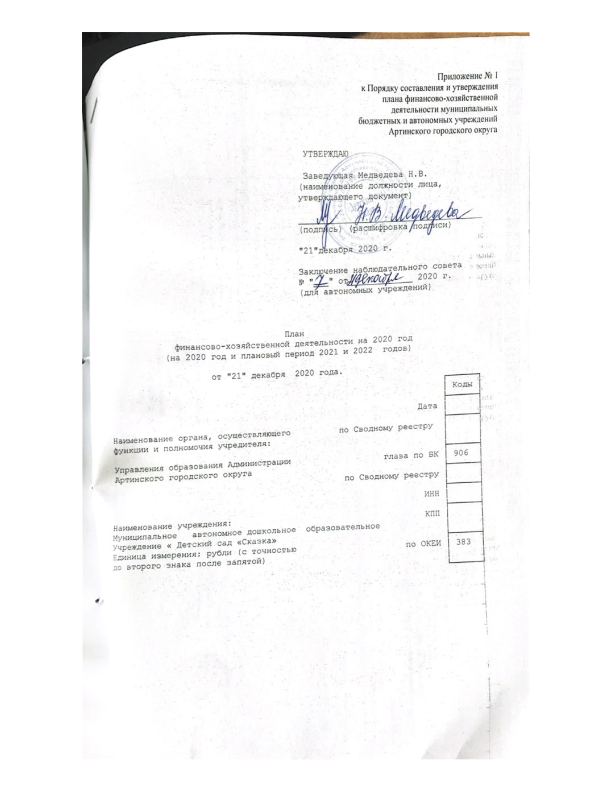 Приложение № 1
к Порядку составления и утверждения
плана финансово-хозяйственной
деятельности муниципальных
бюджетных и автономных учреждений
Артинского городского округа
УТВЕРЖДАЮ
Заведующая Медведева Н.В.
(наименование должности лица,
утверждающего документ)
Н.В. Медведева
(подпись) (расшифровка подписи)
"21"декабря 2020 г.
Заключение наблюдательного совета
№ "7" от декабря 2020 г.
(для автономных учреждений)
План
финансово-хозяйственной деятельности на 2020 год
(на 2020 год и плановый период 2021 и 2022 годов)
от "21" декабря 2020 года.
Коды
Дата
Наименование органа, осуществляющего по Сводному реестру
функции и полномочия учредителя:
Управления образования Администрации глава по БК 906
Артинского городского округа по Сводному реестру
ИНН
КПП
Наименование учреждения:
Муниципальное автономное дошкольное образовательное
Учреждение « Детский сад «Сказка»
Единица измерения: рубли (с точностью по ОКЕИ 383
до второго знака после запятой)